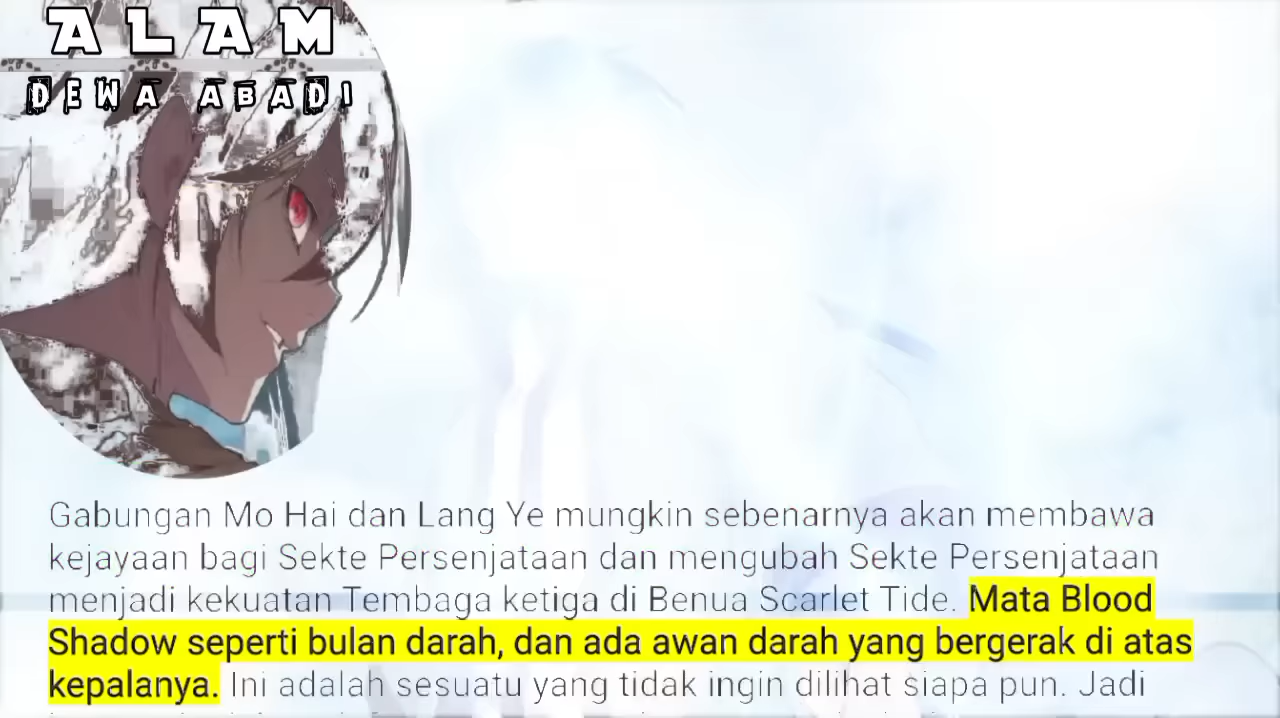 ALAM
DEWA ABADI
Gabungan Mo Hai dan Lang Ye mungkin sebenarnya akan membawa
kejayaan bagi Sekte Persenjataan dan mengubah Sekte Persenjataan
menjadi kekuatan Tembaga ketiga di Benua Scarlet Tide. Mata Blood
Shadow seperti bulan darah, dan ada awan darah yang bergerak di atas
kepalanya. Ini adalah sesuatu yang tidak ingin dilihat siapa pun. Jadi